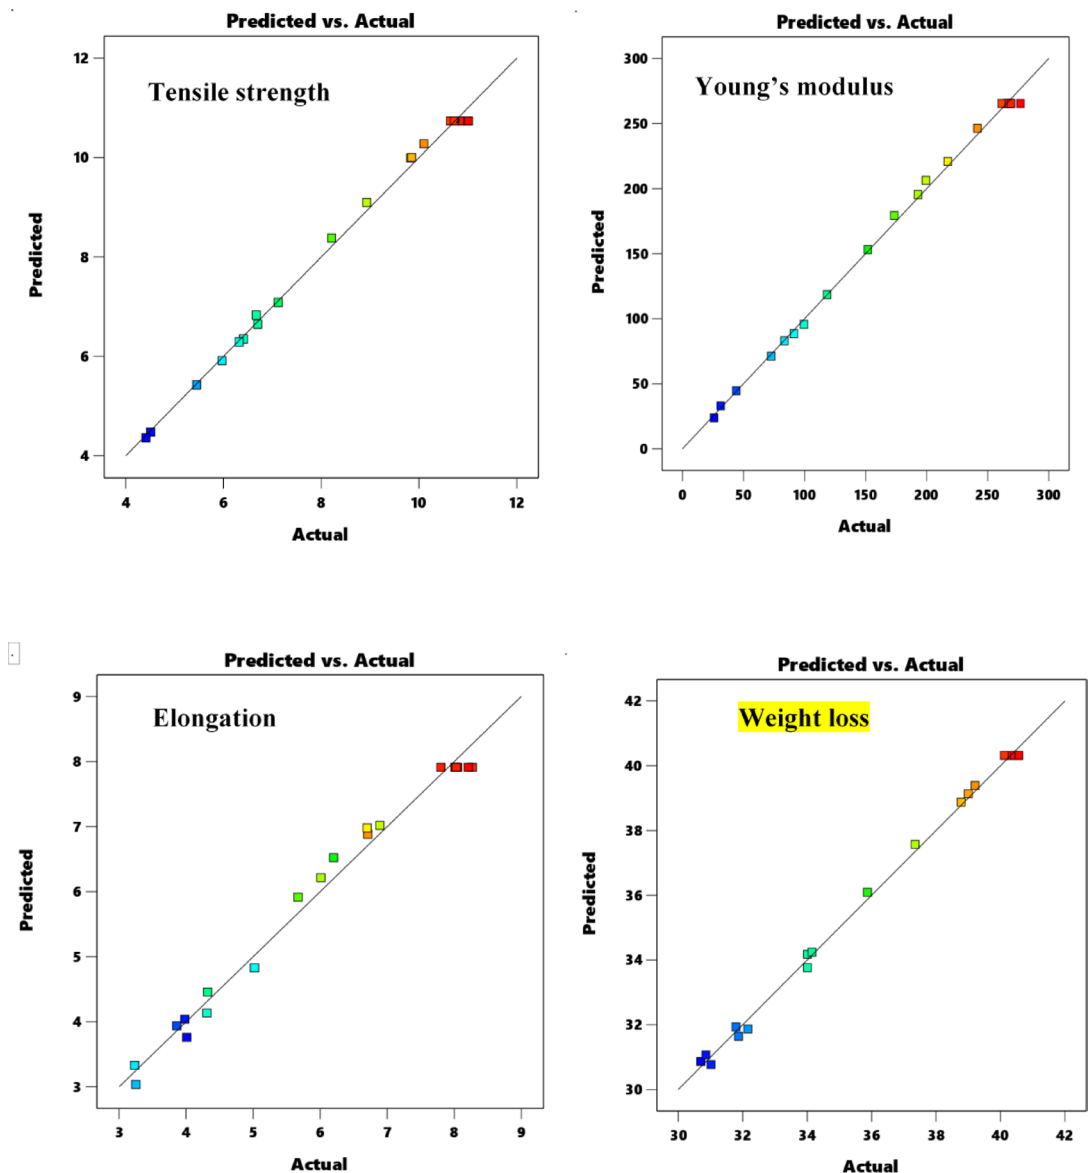 Predicted vs. Actual
Tensile strength
12
10
8
6
4
Predicted
4 6 8 10 12
Actual
Predicted vs. Actual
Young's modulus
300
250
200
150
100
50
0
Predicted
0 50 100 150 200 250 300
Actual
Predicted vs. Actual
Elongation
9
8
7
6
5
4
3
Predicted
3 4 5 6 7 8 9
Actual
Predicted vs. Actual
Weight loss
42
40
38
36
34
32
30
Predicted
30 32 34 36 38 40 42
Actual